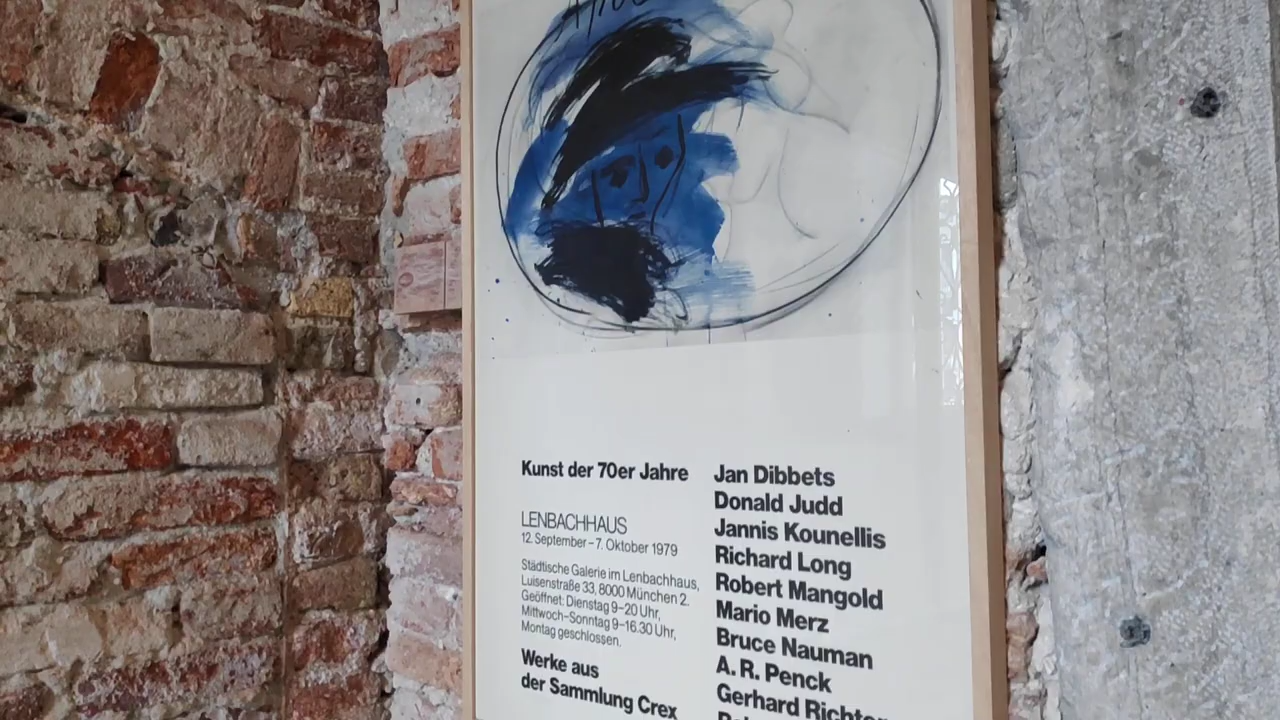 Kunst der 70er Jahre
LENBACHHAUS
12. September – 7. Oktober 1979
Städtische Galerie im Lenbachhaus,
Luisenstraße 33, 8000 München 2.
Geöffnet: Dienstag 9–20 Uhr,
Mittwoch–Sonntag 9–16.30 Uhr,
Montag geschlossen.
Werke aus
der Sammlung Crex
Jan Dibbets
Donald Judd
Jannis Kounellis
Richard Long
Robert Mangold
Mario Merz
Bruce Nauman
A. R. Penck
Gerhard Richter